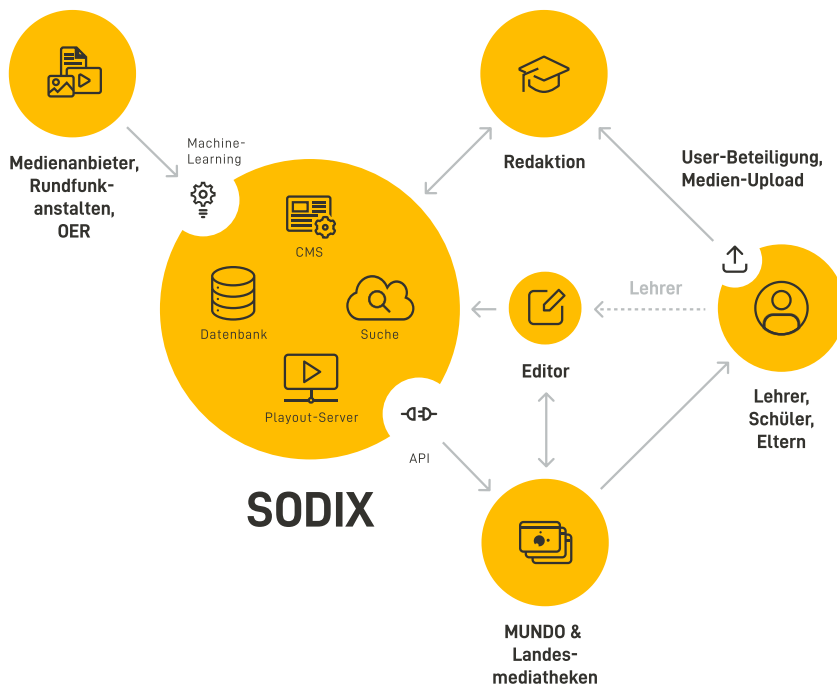 Medienanbieter,
Rundfunk-
anstalten,
OER
Machine-
Learning
CMS
Datenbank
Suche
Playout-Server
API
SODIX
Redaktion
User-Beteiligung,
Medien-Upload
Lehrer
Editor
Lehrer,
Schüler,
Eltern
MUNDO &
Landes-
mediatheken